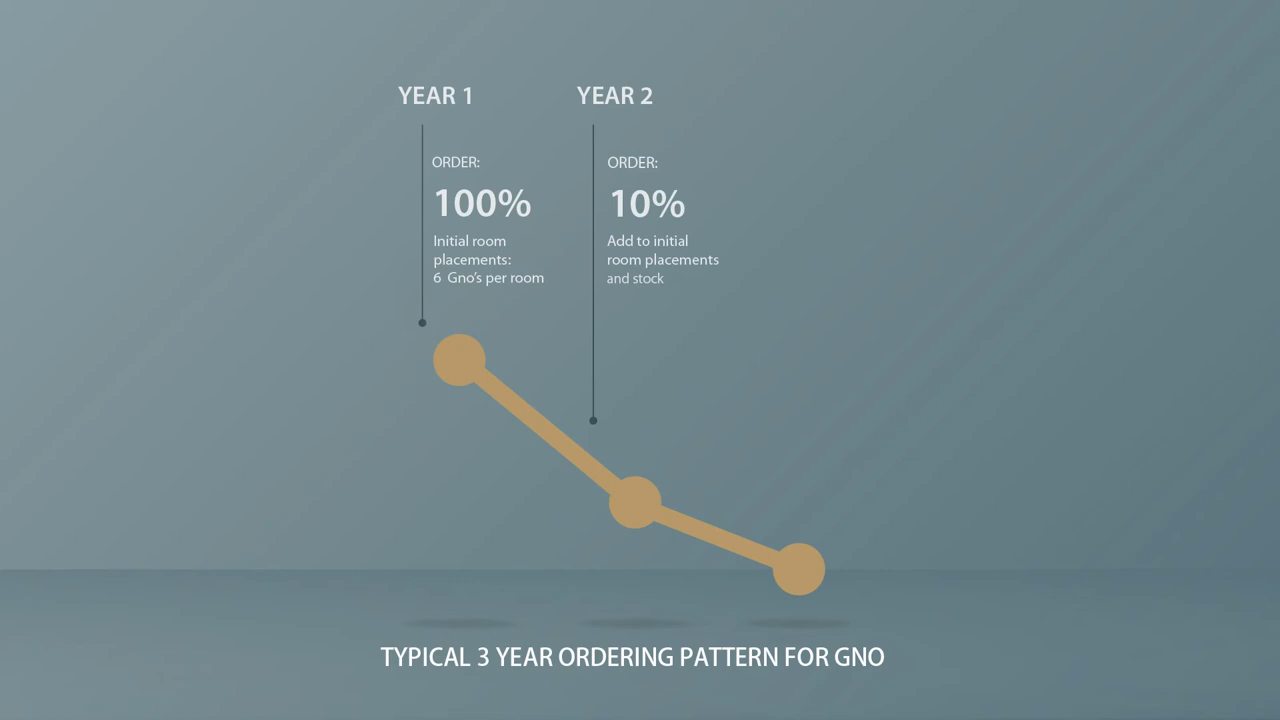 YEAR 1
ORDER:
100%
Initial room
placements:
6 Gno's per room
YEAR 2
ORDER:
10%
Add to initial
room placements
and stock
TYPICAL 3 YEAR ORDERING PATTERN FOR GNO